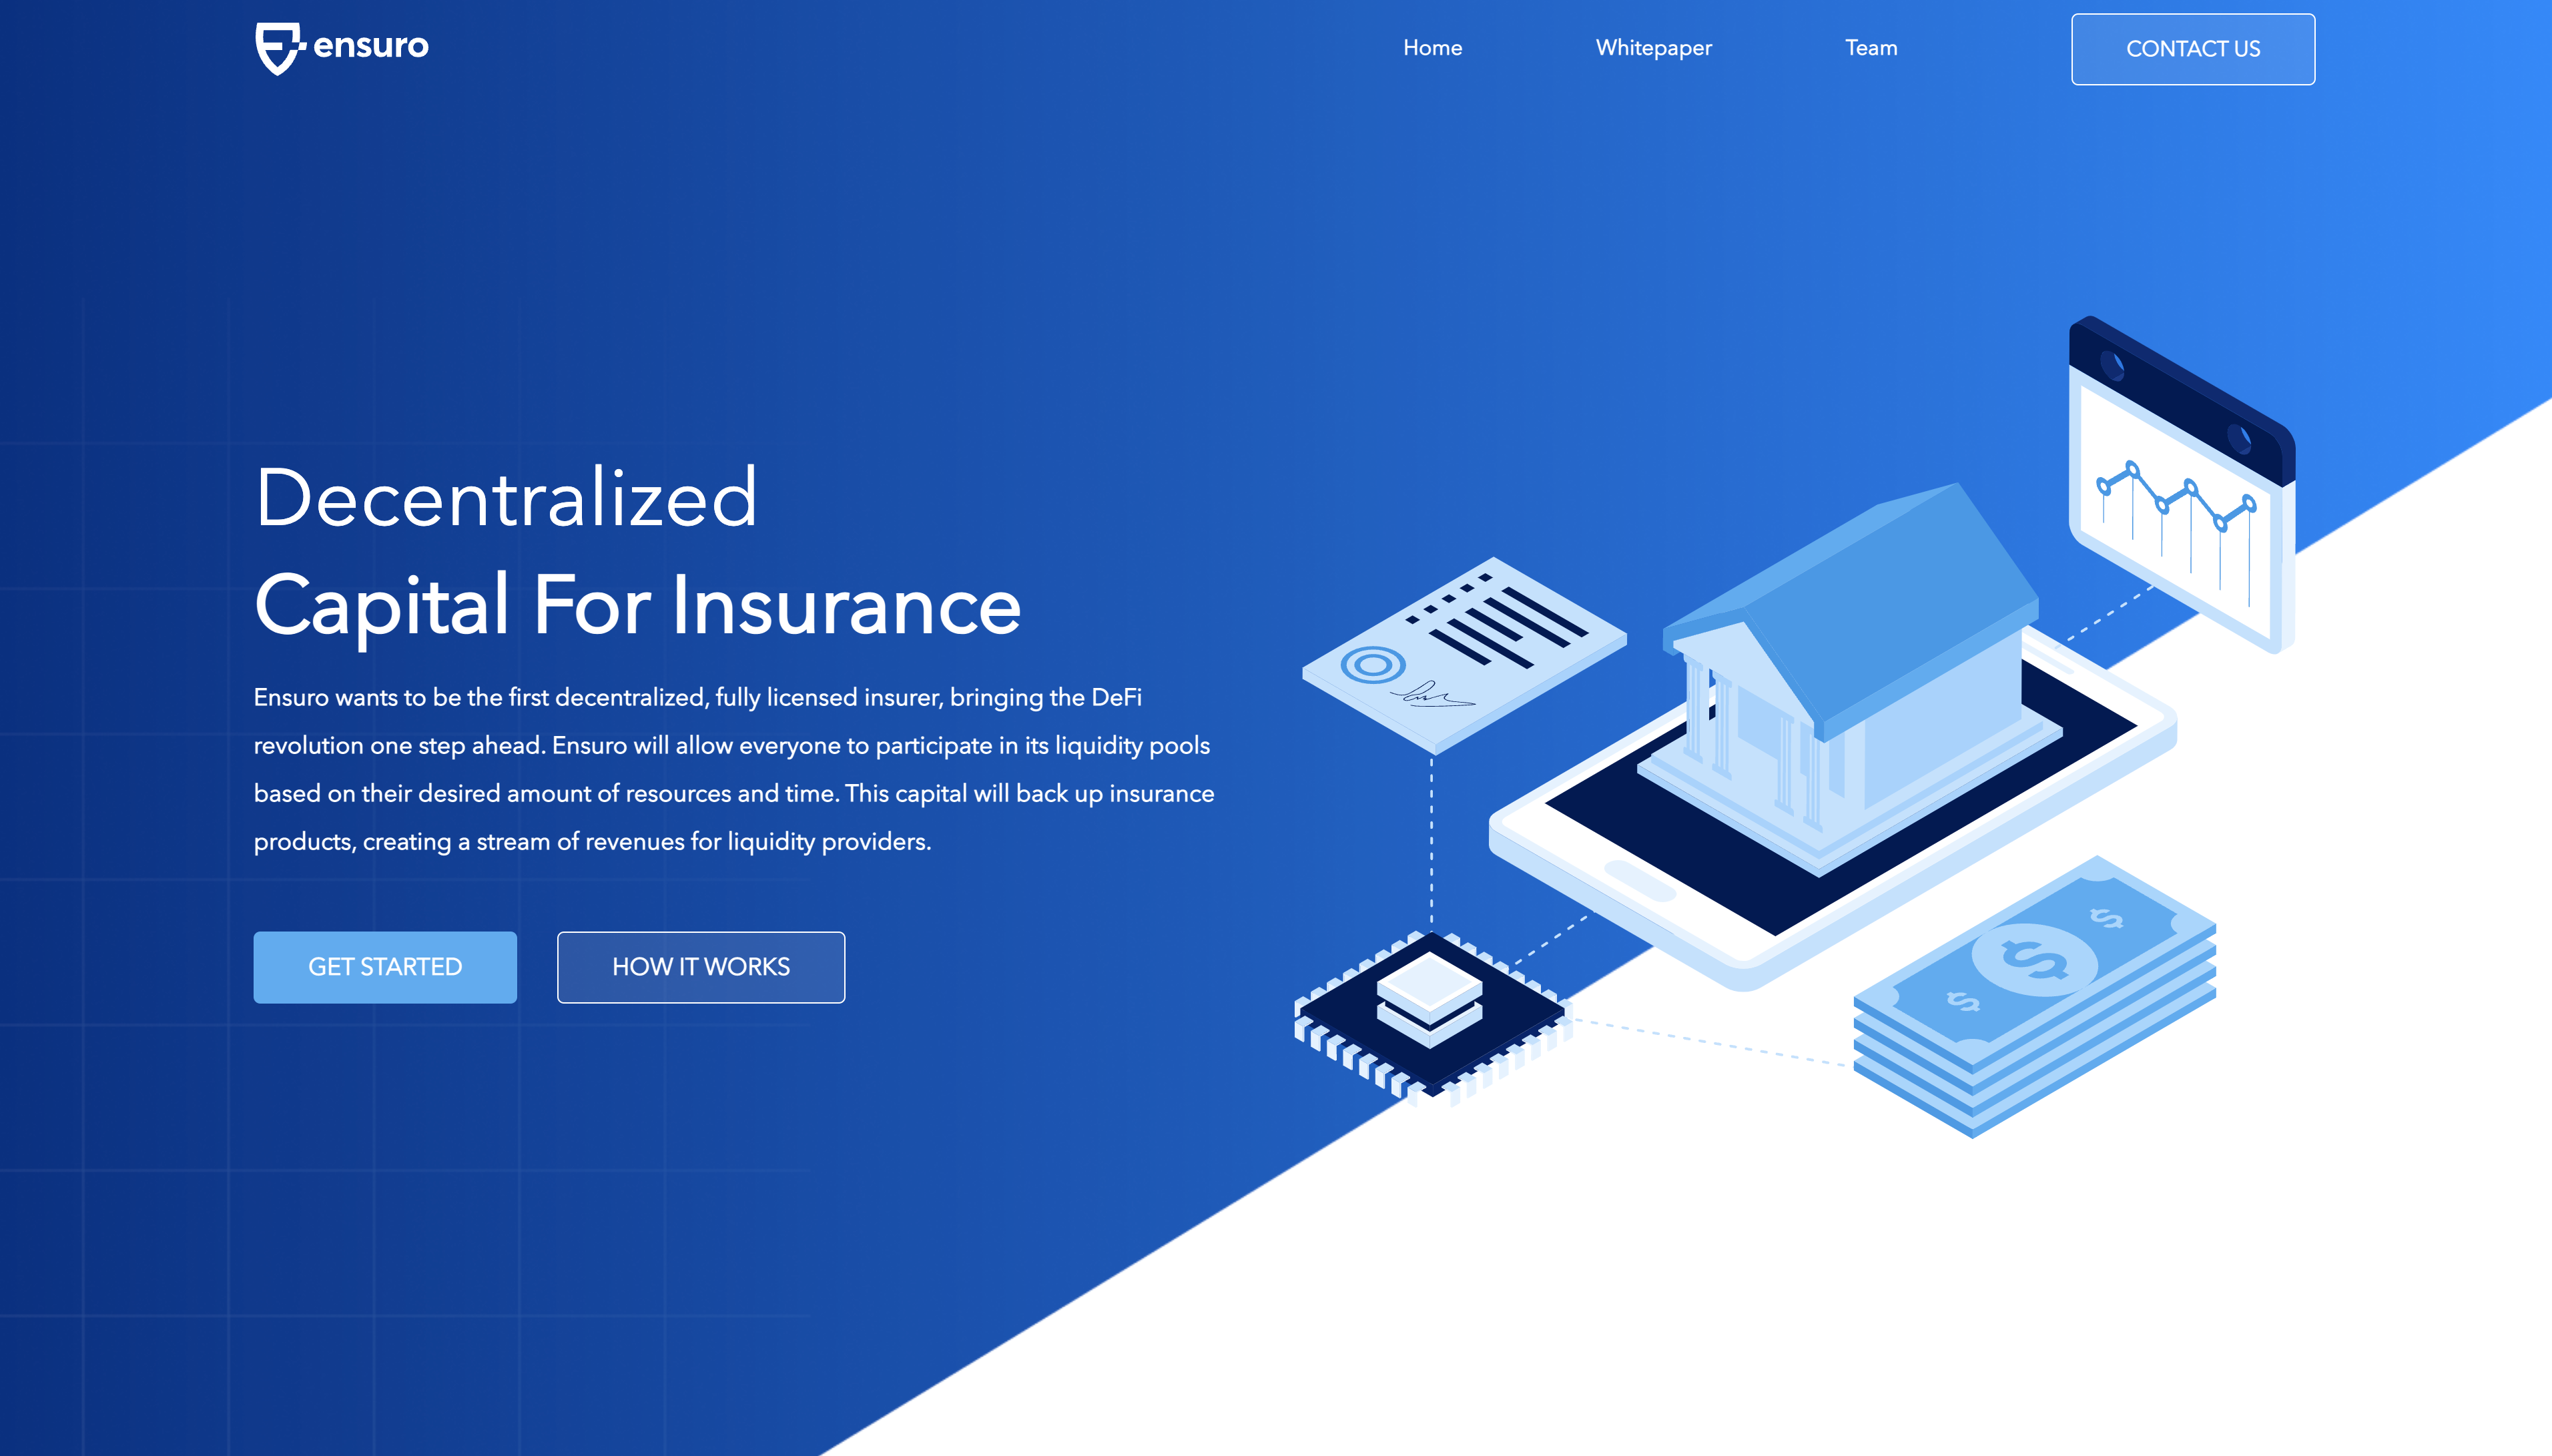 ensuro
Home
Whitepaper
Team
CONTACT US
Decentralized
Capital For Insurance
Ensuro wants to be the first decentralized, fully licensed insurer, bringing the DeFi
revolution one step ahead. Ensuro will allow everyone to participate in its liquidity pools
based on their desired amount of resources and time. This capital will back up insurance
products, creating a stream of revenues for liquidity providers.
GET STARTED
HOW IT WORKS
$
$
$